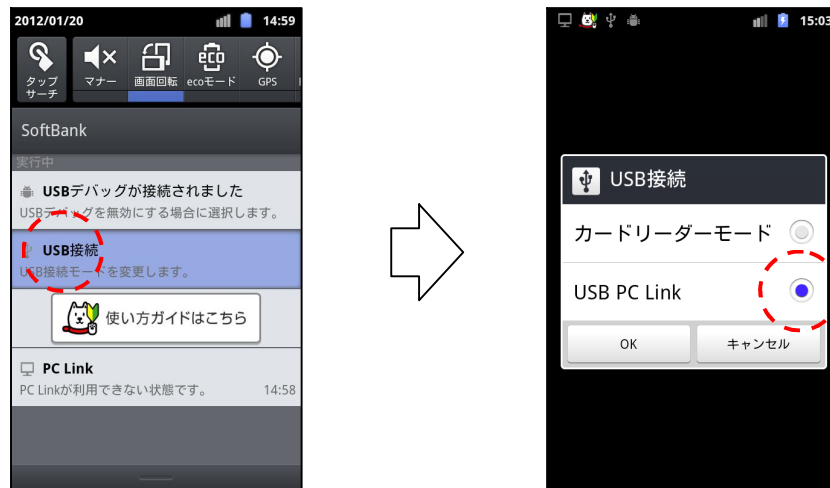 2012/01/20
14:59
タップ
サーチ
マナー
画面回転
eco
ecoモード
GPS
SoftBank
実行中
USBデバッグが接続されました
USBデバッグを無効にする場合に選択します。
USB接続
USB接続モードを変更します。
使い方ガイドはこちら
PC Link
PC Linkが利用できない状態です。
14:58
15:03
USB接続
カードリーダーモード
USB PC Link
OK
キャンセル